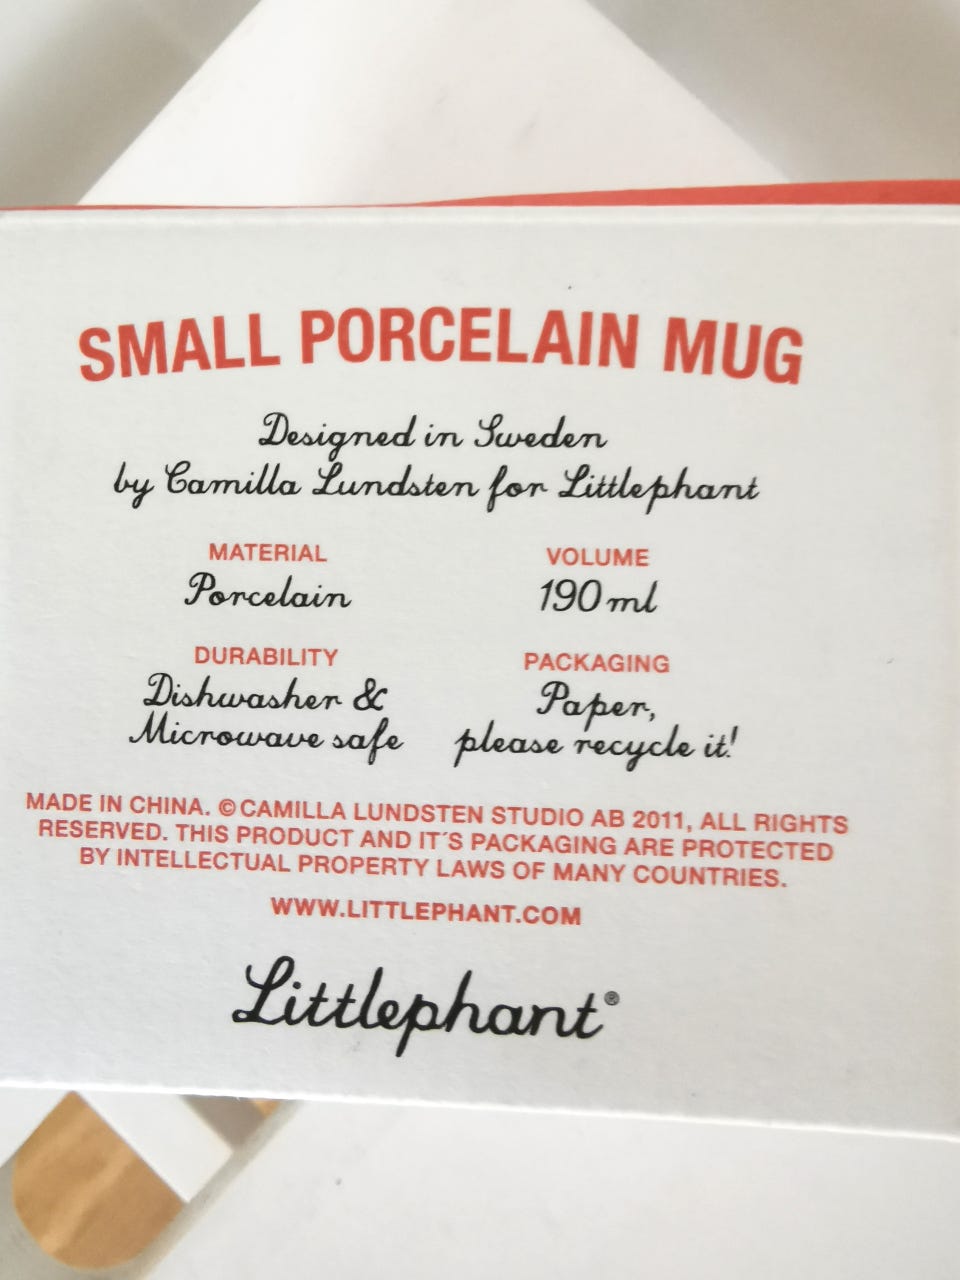 SMALL PORCELAIN MUG
Designed in Sweden
by Camilla Lundsten for Littlephant
MATERIAL
Porcelain
VOLUME
190 ml
DURABILITY
Dishwasher &
Microwave safe
PACKAGING
Paper,
please recycle it!
MADE IN CHINA. © CAMILLA LUNDSTEN STUDIO AB 2011, ALL RIGHTS
RESERVED. THIS PRODUCT AND IT´S PACKAGING ARE PROTECTED
BY INTELLECTUAL PROPERTY LAWS OF MANY COUNTRIES.
WWW.LITTLEPHANT.COM
Littlephant®